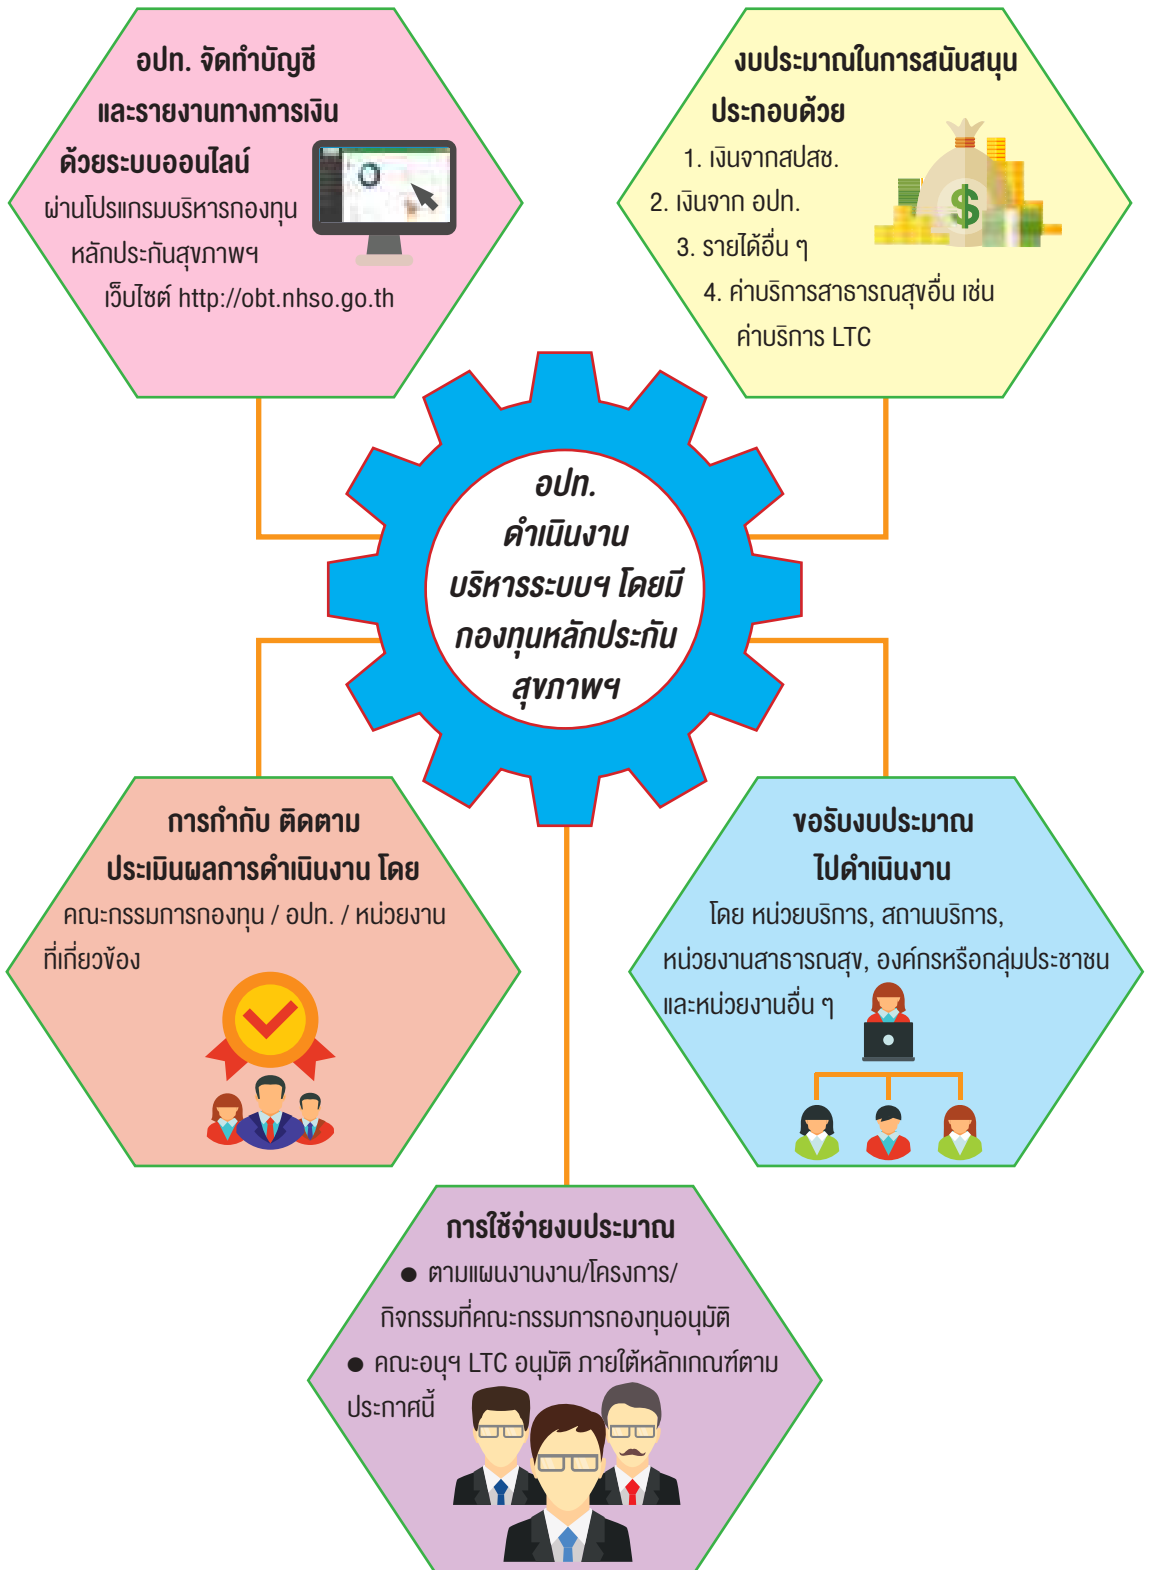 อปท. จัดทำบัญชี
และรายงานทางการเงิน
ด้วยระบบออนไลน์
ผ่านโปรแกรมบริหารกองทุน
หลักประกันสุขภาพฯ
เว็บไซต์ http://obt.nhso.go.th
งบประมาณในการสนับสนุน
ประกอบด้วย
1. เงินจากสปสช.
2. เงินจาก อปท.
3. รายได้อื่น ๆ
4. ค่าบริการสาธารณสุขอื่น เช่น
ค่าบริการ LTC
$
อปท.
ดำเนินงาน
บริหารระบบฯ โดยมี
กองทุนหลักประกัน
สุขภาพฯ
การกำกับ ติดตาม
ประเมินผลการดำเนินงาน โดย
คณะกรรมการกองทุน / อปท. / หน่วยงาน
ที่เกี่ยวข้อง
ขอรับงบประมาณ
ไปดำเนินงาน
โดย หน่วยบริการ, สถานบริการ,
หน่วยงานสาธารณสุข, องค์กรหรือกลุ่มประชาชน
และหน่วยงานอื่น ๆ
การใช้จ่ายงบประมาณ
● ตามแผนงานงาน/โครงการ/
กิจกรรมที่คณะกรรมการกองทุนอนุมัติ
● คณะอนุฯ LTC อนุมัติ ภายใต้หลักเกณฑ์ตาม
ประกาศนี้